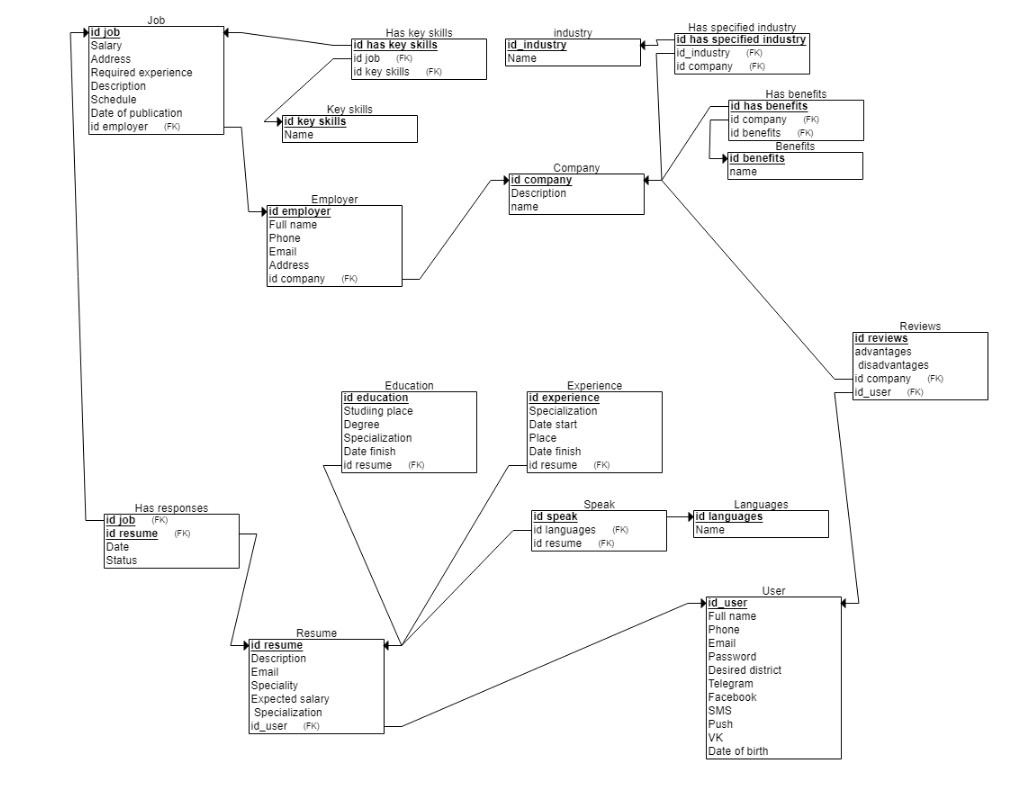 Job
id job
Salary
Address
Required experience
Description
Schedule
Date of publication
id employer (FK)
Has key skills
id has key skills
id job (FK)
id key skills (FK)
Key skills
id key skills
Name
industry
id_industry
Name
Has specified industry
id has specified industry
id_industry (FK)
id company (FK)
Has benefits
id has benefits
id company (FK)
id benefits (FK)
Benefits
id benefits
name
Company
id company
Description
name
Employer
id employer
Full name
Phone
Email
Address
id company (FK)
Reviews
id reviews
advantages
disadvantages
id company (FK)
id_user (FK)
Education
id education
Studiing place
Degree
Specialization
Date finish
id resume (FK)
Experience
id experience
Specialization
Date start
Place
Date finish
id resume (FK)
Has responses
id job (FK)
id resume (FK)
Date
Status
Speak
id speak
id languages (FK)
id resume (FK)
Languages
id languages
Name
Resume
id resume
Description
Email
Speciality
Expected salary
Specialization
id_user (FK)
User
id_user
Full name
Phone
Email
Password
Desired district
Telegram
Facebook
SMS
Push
VK
Date of birth